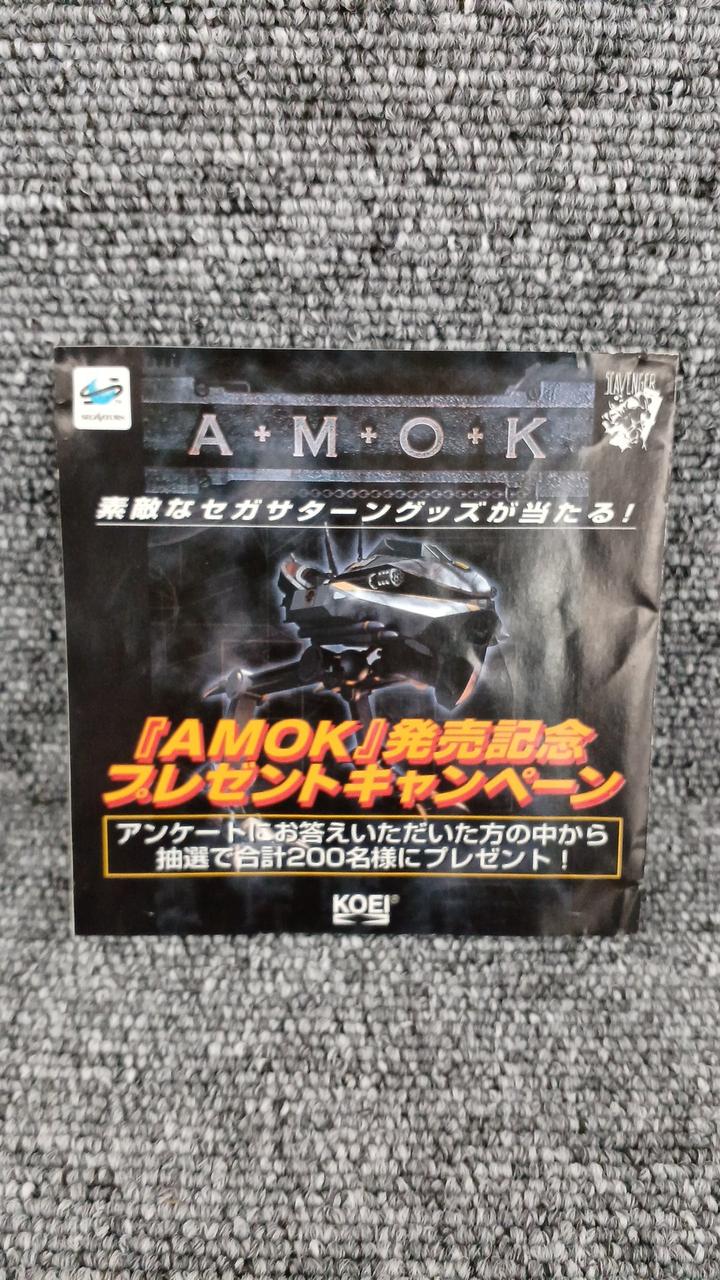 SEGA SATURN
SCAVENGER
A+M+O+K
素敵なセガサターングッズが当たる!
『AMOK』発売記念
プレゼントキャンペーン
アンケートにお答えいただいた方の中から
抽選で合計200名様にプレゼント!
KOEI®